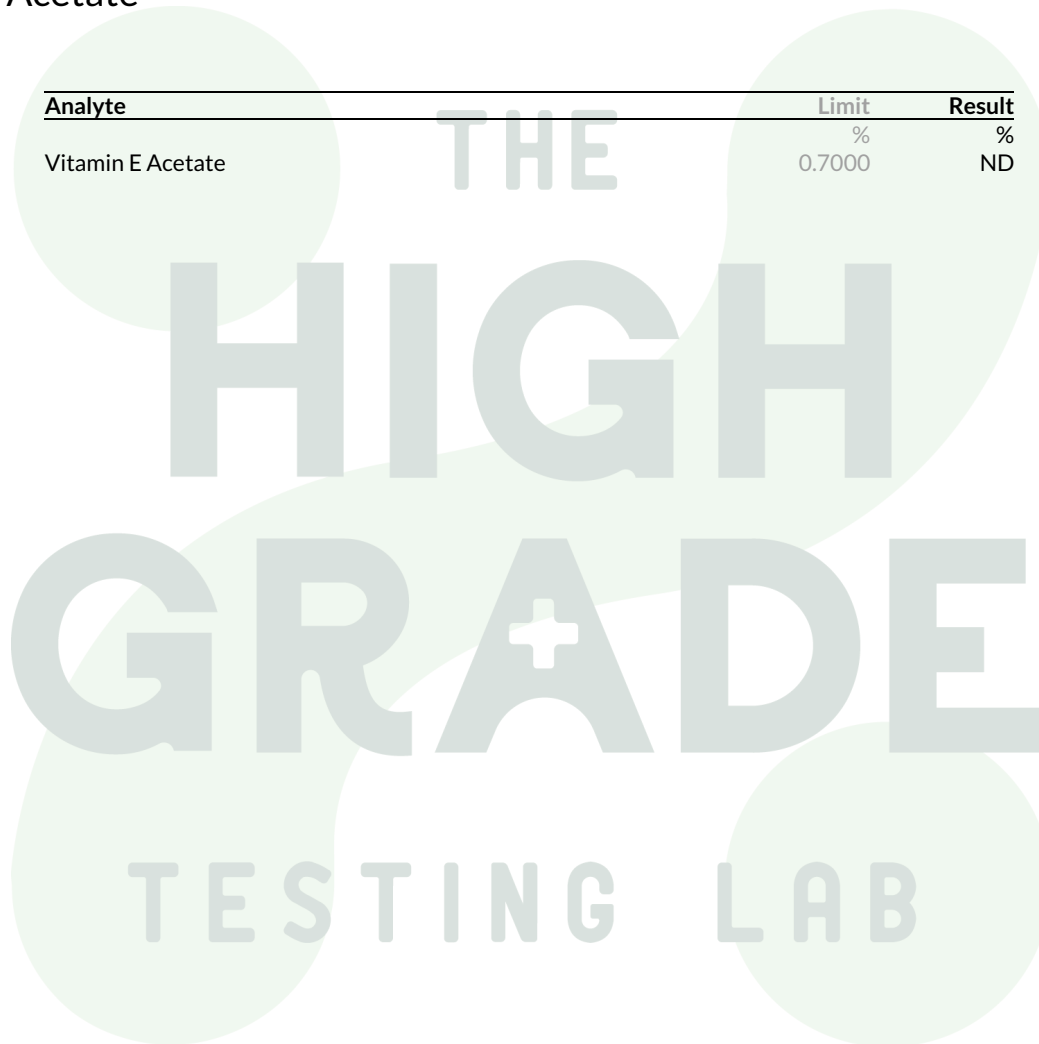 Acetate
Analyte Limit Result
% %
Vitamin E Acetate 0.7000 ND
THE
HIGH
GRADE
TESTING LAB